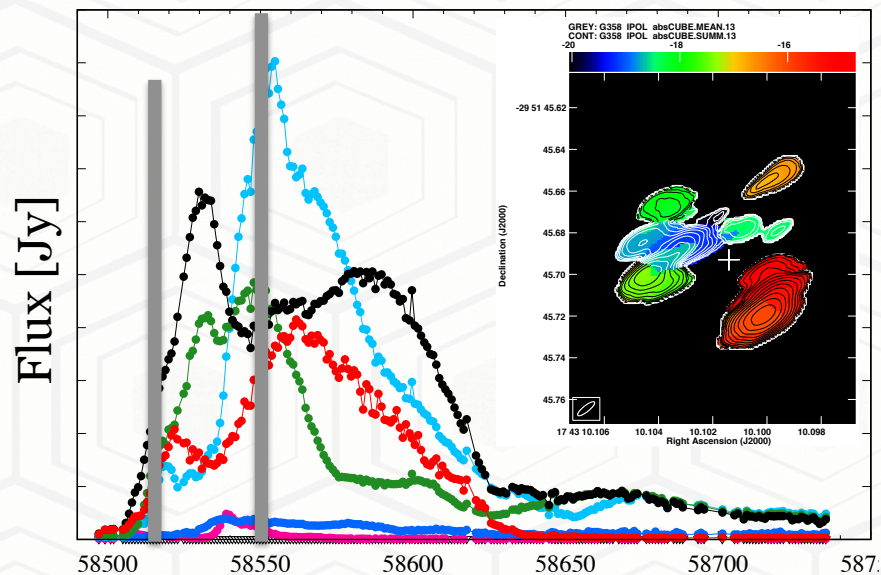 GREY: G358 IPOL absCUBE.MEAN.13
CONT: G358 IPOL absCUBE.SUMM.13
-20 -18 -16
-29 51 45.62
45.64
45.66
45.68
45.70
45.72
45.74
45.76
Declination (J2000)
17 43 10.106 10.104 10.102 10.100 10.098
Right Ascension (J2000)
Flux [Jy]
58500 58550 58600 58650 58700 587